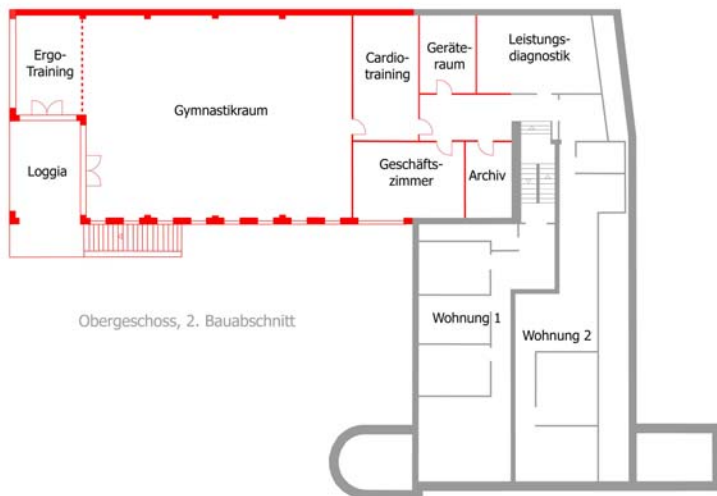 Ergo-
Training
Gymnastikraum
Cardio-
training
Geräte-
raum
Leistungs-
diagnostik
Loggia
Geschäfts-
zimmer
Archiv
Obergeschoss, 2. Bauabschnitt
Wohnung 1
Wohnung 2